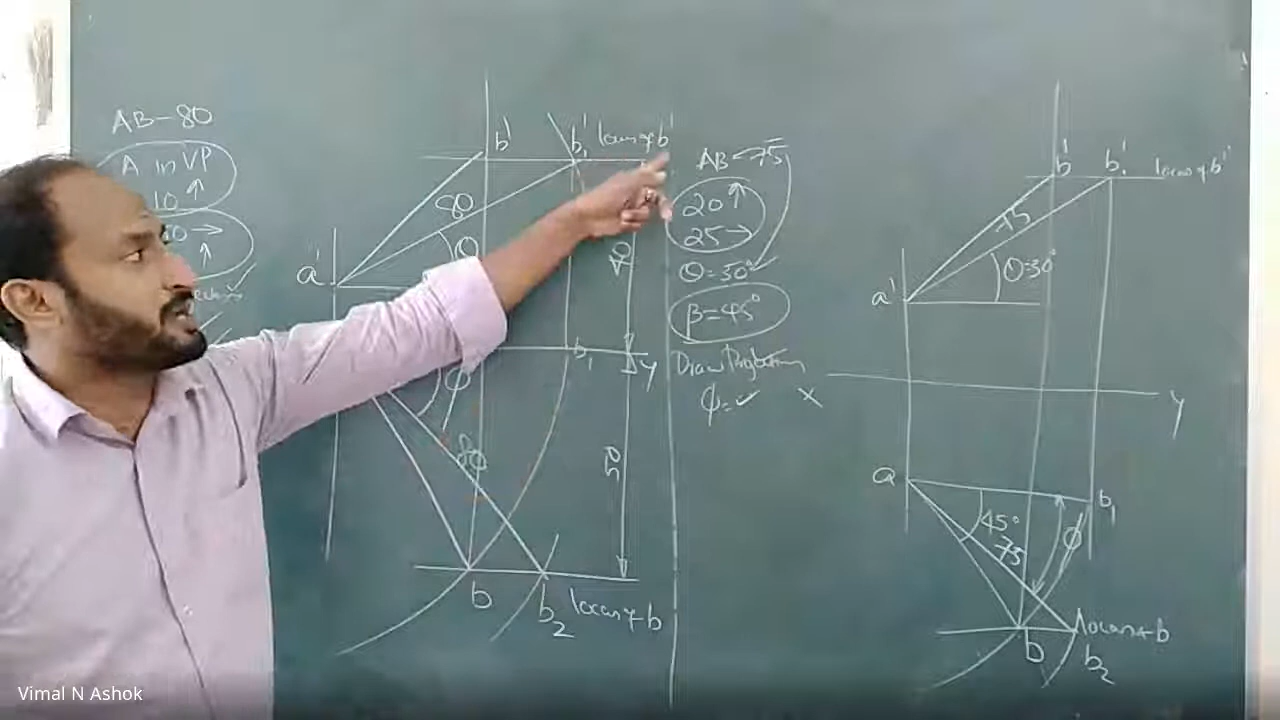 AB - 80
A in VP
10 ↑
→
↑
a'
b'
b₁'
locus of b'
80
θ
b₁
y
φ
80
b
b₂
locus of b
AB - 75
20 ↑
25 →
θ = 30°
β = 45°
Draw Projection
φ = ✓
x
y
a'
b'
b₁'
locus of b'
75
θ=30°
a
b₁
45°
75
φ
b
b₂
locus of b
Vimal N Ashok